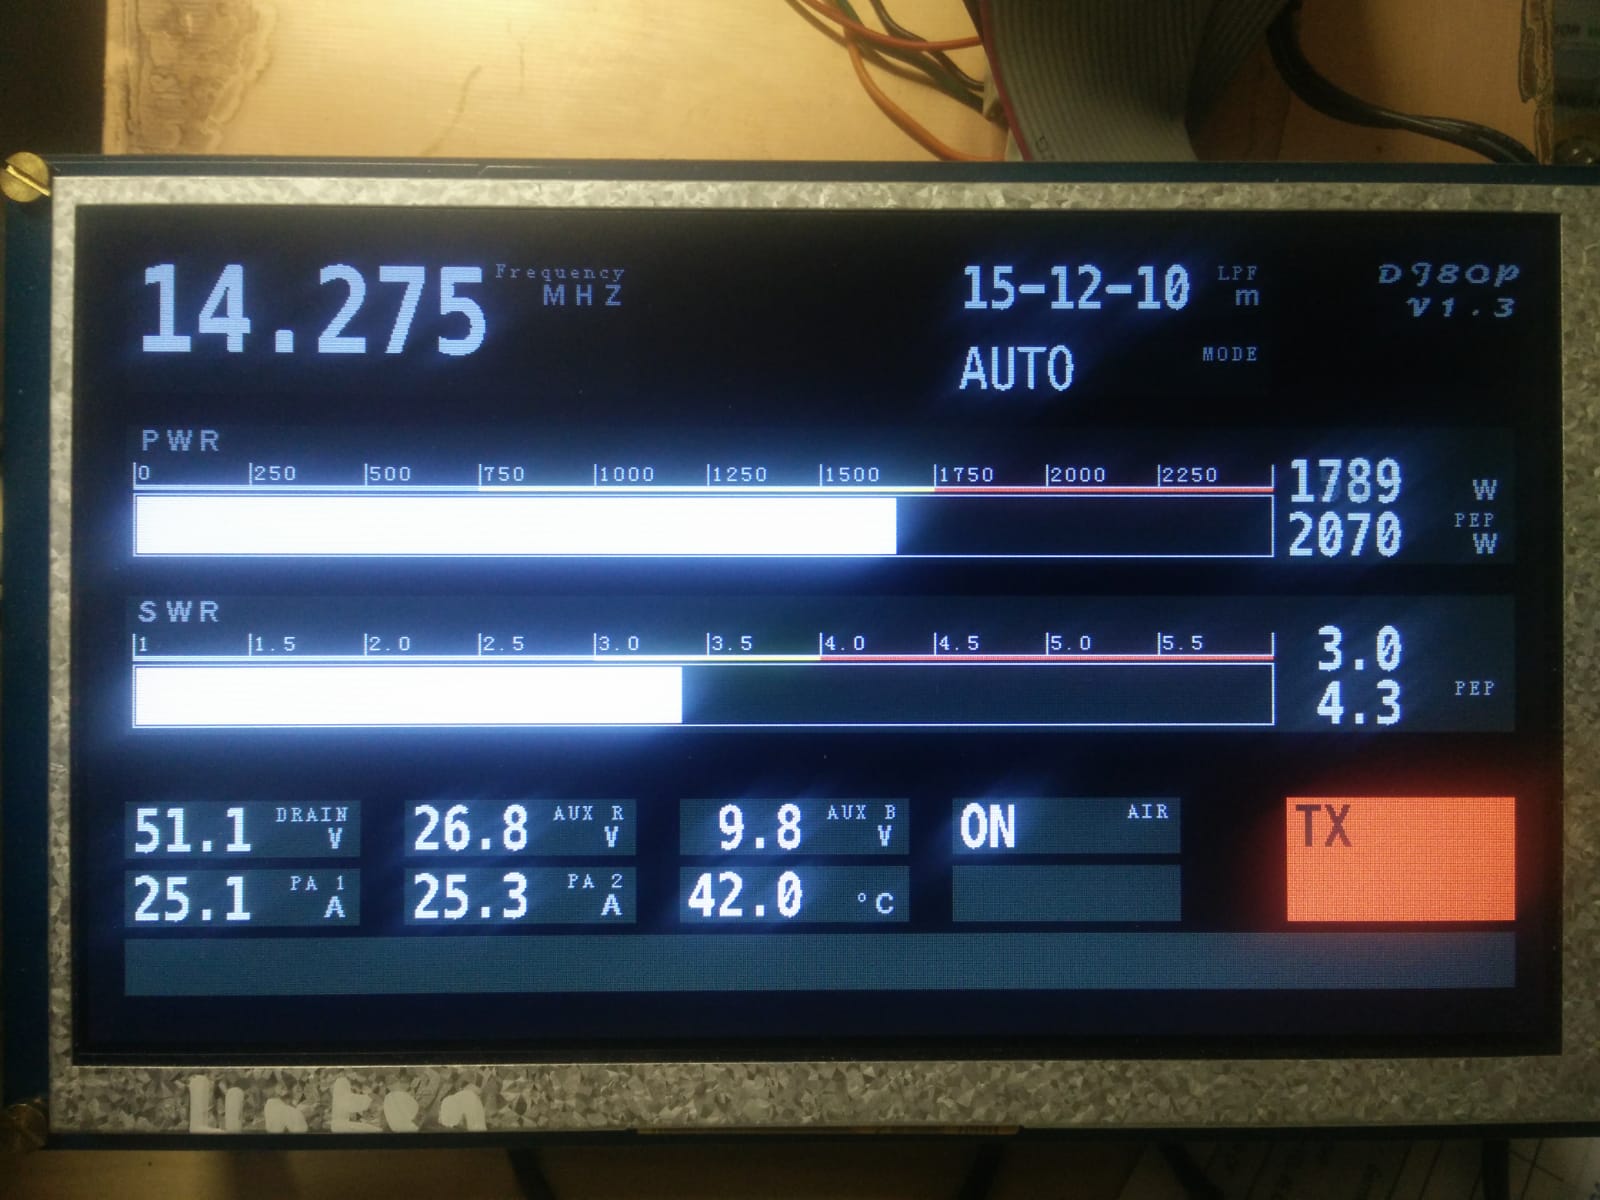 14.275 Frequency MHZ
15-12-10 LPF m
AUTO MODE
DJ80P
V1.3
PWR
0 250 500 750 1000 1250 1500 1750 2000 2250
1789 W
2070 PEP W
SWR
1 1.5 2.0 2.5 3.0 3.5 4.0 4.5 5.0 5.5
3.0
4.3 PEP
51.1 DRAIN V
26.8 AUX R V
9.8 AUX B V
ON AIR
TX
25.1 PA 1 A
25.3 PA 2 A
42.0 °C